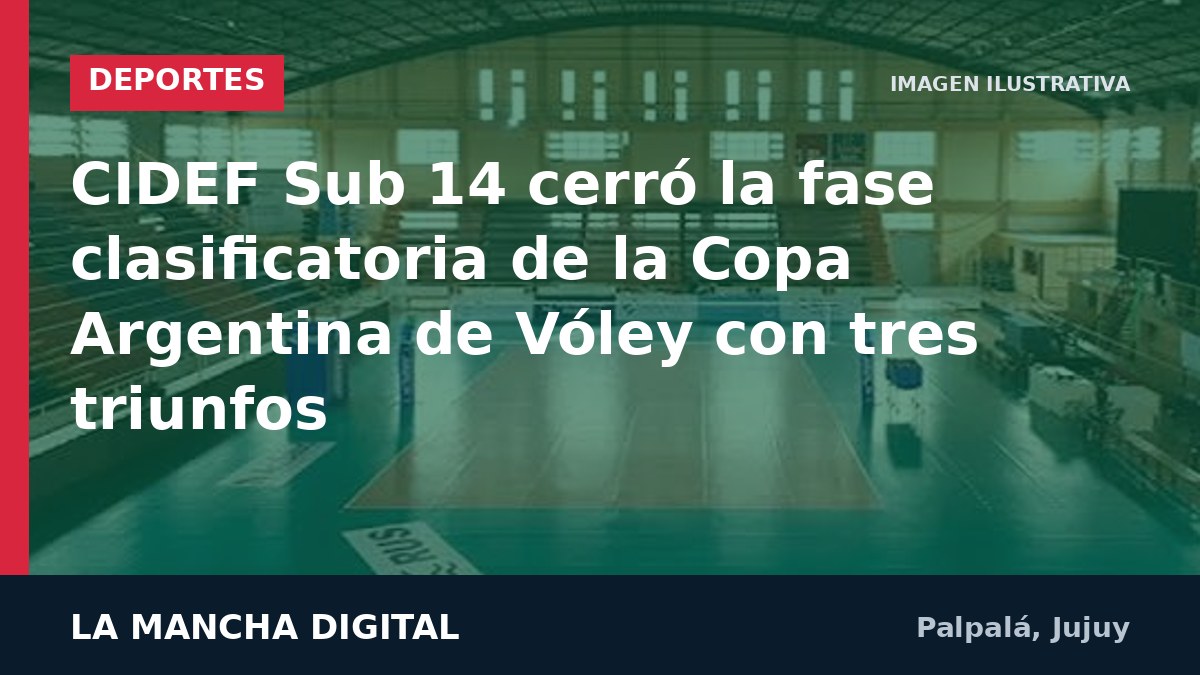 DEPORTES
IMAGEN ILUSTRATIVA
CIDEF Sub 14 cerró la fase
clasificatoria de la Copa
Argentina de Vóley con tres
triunfos
LA MANCHA DIGITAL
Palpalá, Jujuy